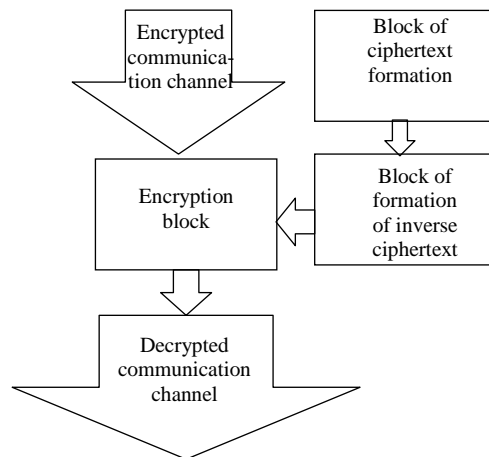 Encrypted
communica-
tion channel
Block of
ciphertext
formation
Encryption
block
Block of
formation
of inverse
ciphertext
Decrypted
communication
channel